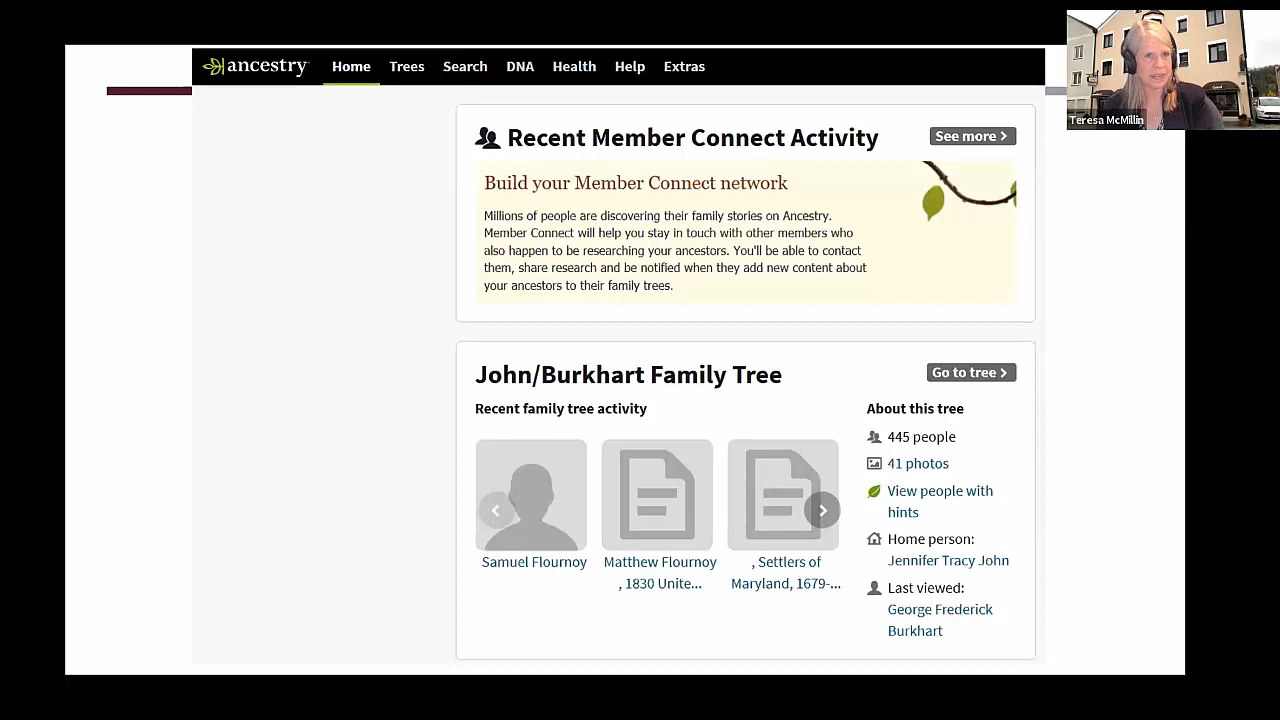 ancestry
Home Trees Search DNA Health Help Extras
Teresa McMillin
Recent Member Connect Activity
See more
Build your Member Connect network
Millions of people are discovering their family stories on Ancestry.
Member Connect will help you stay in touch with other members who
also happen to be researching your ancestors. You'll be able to contact
them, share research and be notified when they add new content about
your ancestors to their family trees.
John/Burkhart Family Tree
Go to tree
Recent family tree activity
Samuel Flournoy
Matthew Flournoy
, 1830 Unite...
, Settlers of
Maryland, 1679-...
About this tree
445 people
41 photos
View people with
hints
Home person:
Jennifer Tracy John
Last viewed:
George Frederick
Burkhart